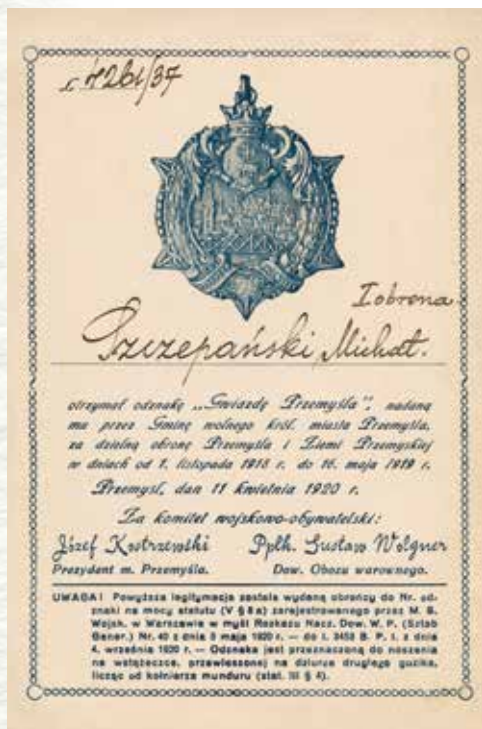 L 4261/37
I obrona
Szczepański Michał.
otrzymał odznakę „Gwiazdę Przemyśla”, nadaną
mu przez Gminę wolnego król. miasta Przemyśla,
za dzielną obronę Przemyśla i Ziemi Przemyskiej
w dniach od 1. listopada 1918 r. do 16. maja 1919 r.
Przemyśl, dan 11 kwietnia 1920 r.
Za komitet wojskowo-obywatelski:
Józef Kostrzewski Pplk. Gustaw Wolgner
Prezydent m. Przemyśla. Dow. Obozu warownego.
UWAGA! Powyższa legitymacja została wydaną obrońcy do Nr. od-
znaki na mocy statutu (V § 8 a) zarejestrowanego przez M. S.
Wojsk. w Warszawie w myśl Rozkazu Nacz. Dow. W. P. (Sztab
Gener.) Nr. 40 z dnia 8 maja 1920 r. — do L. 3453 B. P. t. z dnia
4. września 1920 r. — Odznaka jest przeznaczoną do noszenia
na wstążeczce, przewieszonej na dziurce drugiego guzika,
licząc od kołnierza munduru (stat. III § 4).